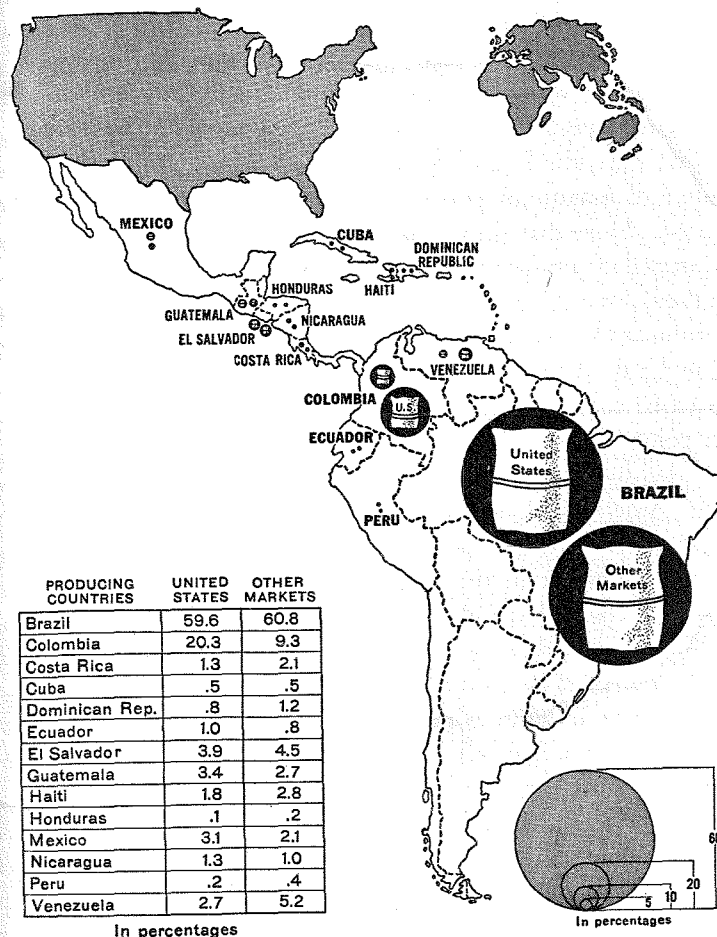 MEXICO
CUBA
DOMINICAN
REPUBLIC
HONDURAS
HAITI
GUATEMALA
NICARAGUA
EL SALVADOR
COSTA RICA
VENEZUELA
COLOMBIA
U.S.
ECUADOR
United
States
BRAZIL
PERU
Other
Markets
PRODUCING COUNTRIES UNITED STATES OTHER MARKETS
Brazil 59.6 60.8
Colombia 20.3 9.3
Costa Rica 1.3 2.1
Cuba .5 .5
Dominican Rep. .8 1.2
Ecuador 1.0 .8
El Salvador 3.9 4.5
Guatemala 3.4 2.7
Haiti 1.8 2.8
Honduras .1 .2
Mexico 3.1 2.1
Nicaragua 1.3 1.0
Peru .2 .4
Venezuela 2.7 5.2
In percentages
5 10 20
In percentages